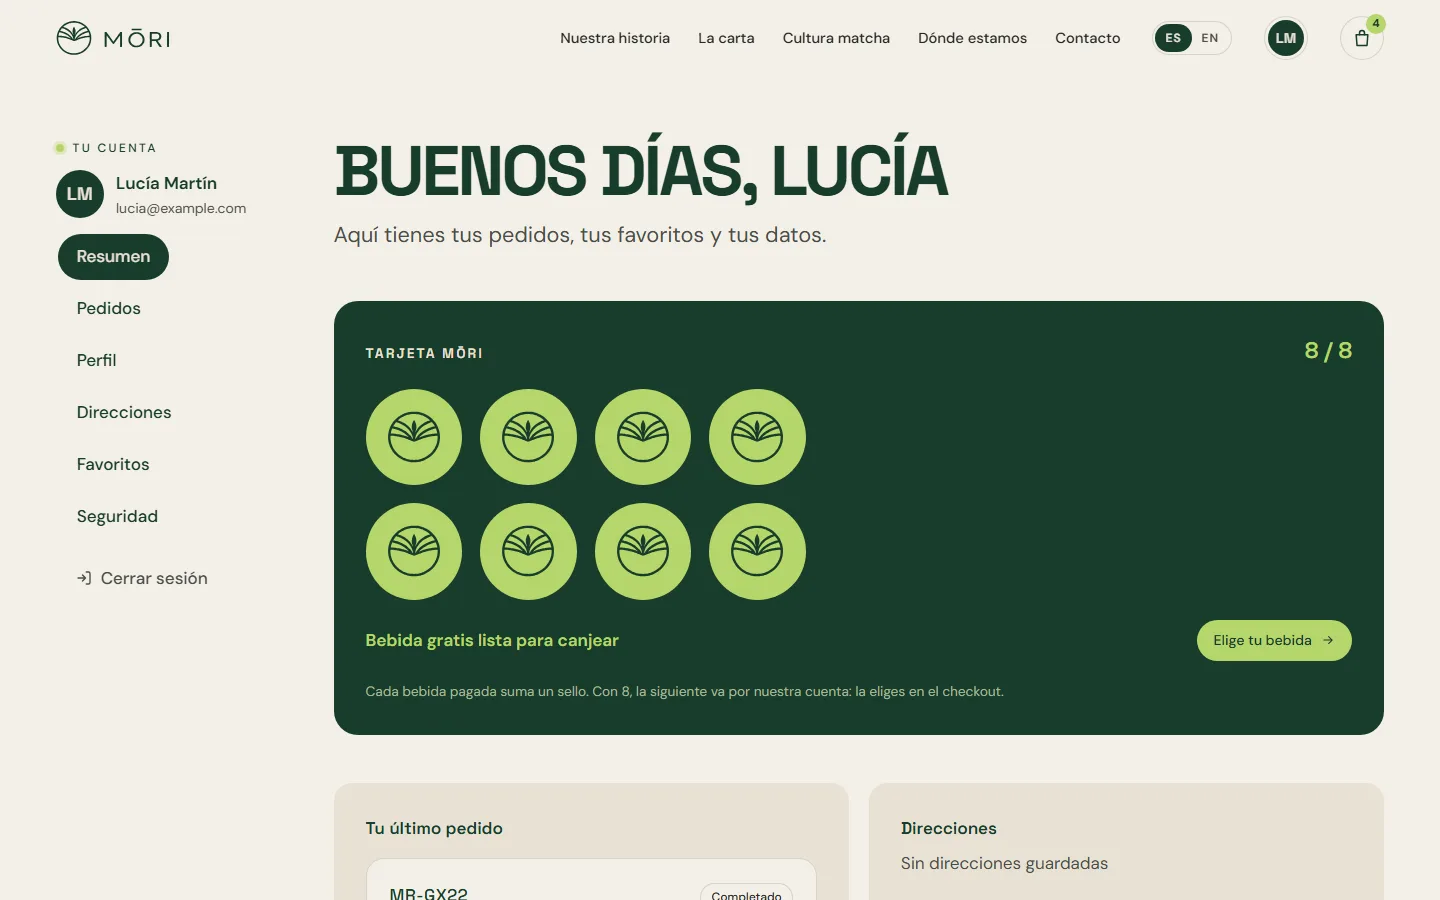 MŌRI
Nuestra historia
La carta
Cultura matcha
Dónde estamos
Contacto
ES
EN
LM
4
TU CUENTA
LM
Lucía Martín
lucia@example.com
Resumen
Pedidos
Perfil
Direcciones
Favoritos
Seguridad
Cerrar sesión
BUENOS DÍAS, LUCÍA
Aquí tienes tus pedidos, tus favoritos y tus datos.
TARJETA MŌRI
8 / 8
Bebida gratis lista para canjear
Elige tu bebida →
Cada bebida pagada suma un sello. Con 8, la siguiente va por nuestra cuenta: la eliges en el checkout.
Tu último pedido
MR-GX22
Completado
Direcciones
Sin direcciones guardadas